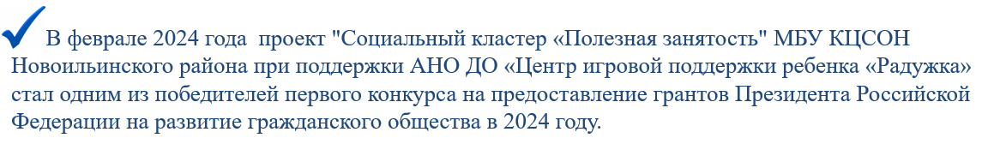 В феврале 2024 года  проект "Социальный кластер «Полезная занятость" МБУ КЦСОН
Новоильинского района при поддержки АНО ДО «Центр игровой поддержки ребенка «Радужка»
стал одним из победителей первого конкурса на предоставление грантов Президента Российской
Федерации на развитие гражданского общества в 2024 году.